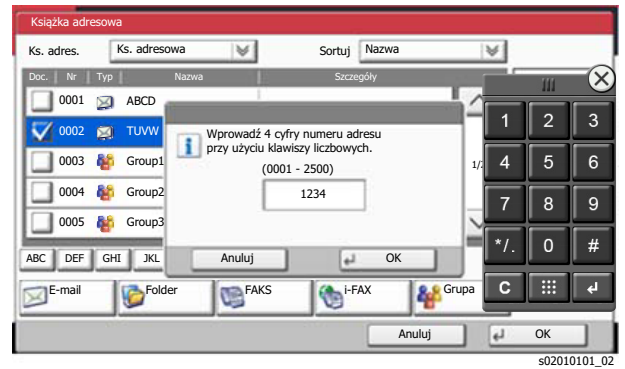 Książka adresowa
Ks. adres. Ks. adresowa Sortuj Nazwa
Doc. Nr Typ Nazwa Szczegóły
0001 ABCD
0002 TUVW
0003 Group1
0004 Group2
0005 Group3
1/
Wprowadź 4 cyfry numeru adresu
przy użyciu klawiszy liczbowych.
(0001 - 2500)
1234
Anuluj OK
1 2 3
4 5 6
7 8 9
*/. 0 #
C
ABC DEF GHI JKL
E-mail Folder FAKS i-FAX Grupa
Anuluj OK
s02010101_02